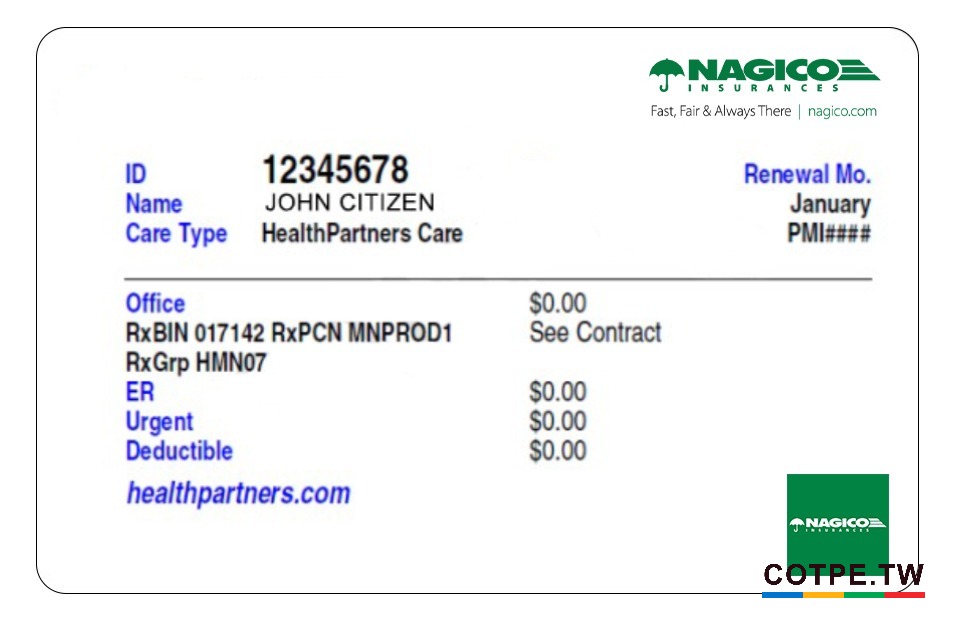 NAGICO
INSURANCES
Fast, Fair & Always There | nagico.com
ID 12345678 Renewal Mo.
Name JOHN CITIZEN January
Care Type HealthPartners Care PMI####
Office $0.00
RxBIN 017142 RxPCN MNPROD1 See Contract
RxGrp HMN07
ER $0.00
Urgent $0.00
Deductible $0.00
healthpartners.com
NAGICO
INSURANCES
COTPE.TW